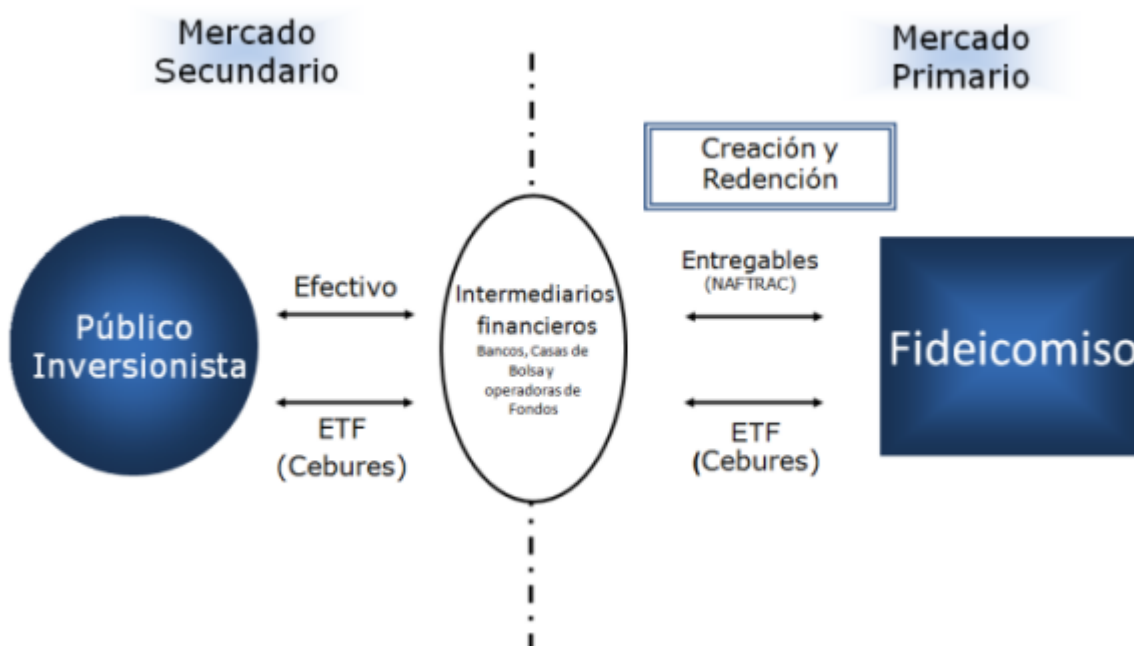 Mercado
Secundario
Mercado
Primario
Creación y
Redención
Público
Inversionista
Efectivo
ETF
(Cebures)
Intermediarios
financieros
Bancos, Casas de
Bolsa y
operadoras de
Fondos
Entregables
(NAFTRAC)
ETF
(Cebures)
Fideicomiso